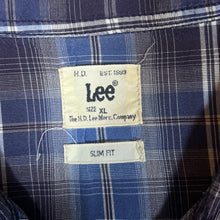 H.D. EST. 1889
Lee®
SIZE XL
The H.D. Lee Merc. Company
SLIM FIT